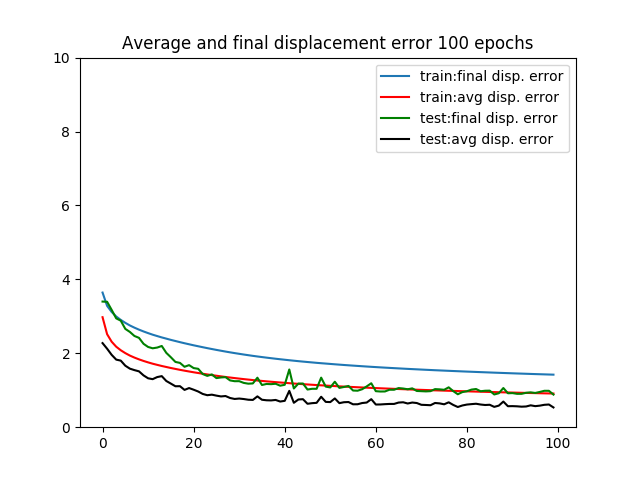 Average and final displacement error 100 epochs
train:final disp. error
train:avg disp. error
test:final disp. error
test:avg disp. error
10
8
6
4
2
0
0 20 40 60 80 100